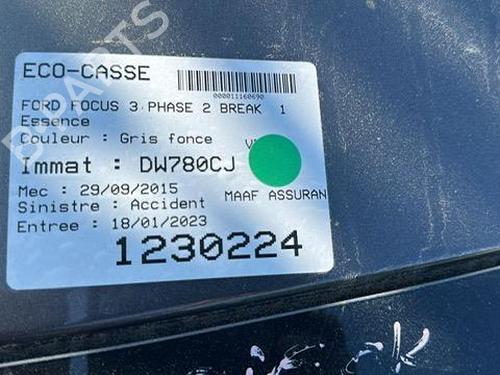 ECO-CASSE
000011160690
FORD FOCUS 3 PHASE 2 BREAK 1
Essence
Couleur : Gris fonce
Immat : DW780CJ
Mec : 29/09/2015
MAAF ASSURAN
Sinistre : Accident
Entree : 18/01/2023
1230224
B-PARTS